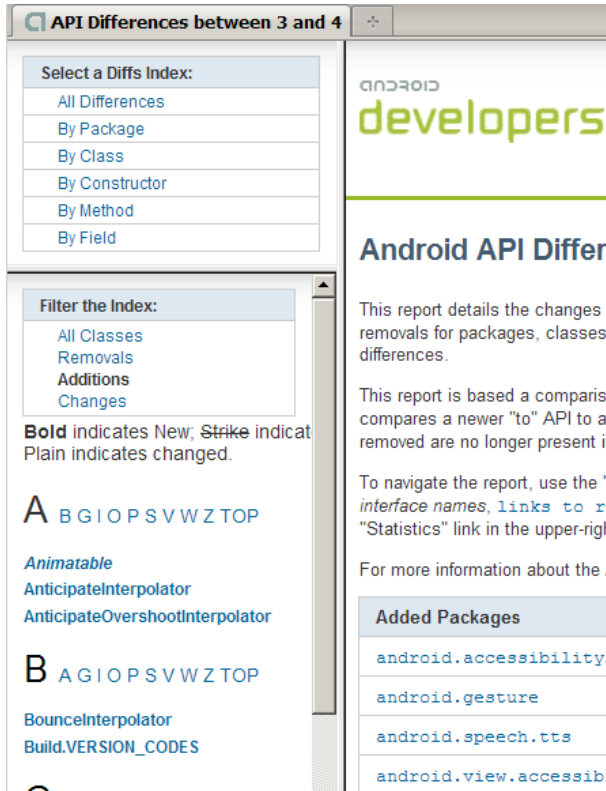 API Differences between 3 and 4
Select a Diffs Index:
All Differences
By Package
By Class
By Constructor
By Method
By Field
Filter the Index:
All Classes
Removals
Additions
Changes
Bold indicates New; Strike indicat
Plain indicates changed.
A B G I O P S V W Z TOP
Animatable
AnticipateInterpolator
AnticipateOvershootInterpolator
B A G I O P S V W Z TOP
BounceInterpolator
Build.VERSION_CODES
android
developers
Android API Differ
This report details the changes
removals for packages, classes
differences.
This report is based a comparis
compares a newer "to" API to a
removed are no longer present i
To navigate the report, use the "
interface names, links to r
"Statistics" link in the upper-righ
For more information about the
Added Packages
android.accessibility
android.gesture
android.speech.tts
android.view.accessib